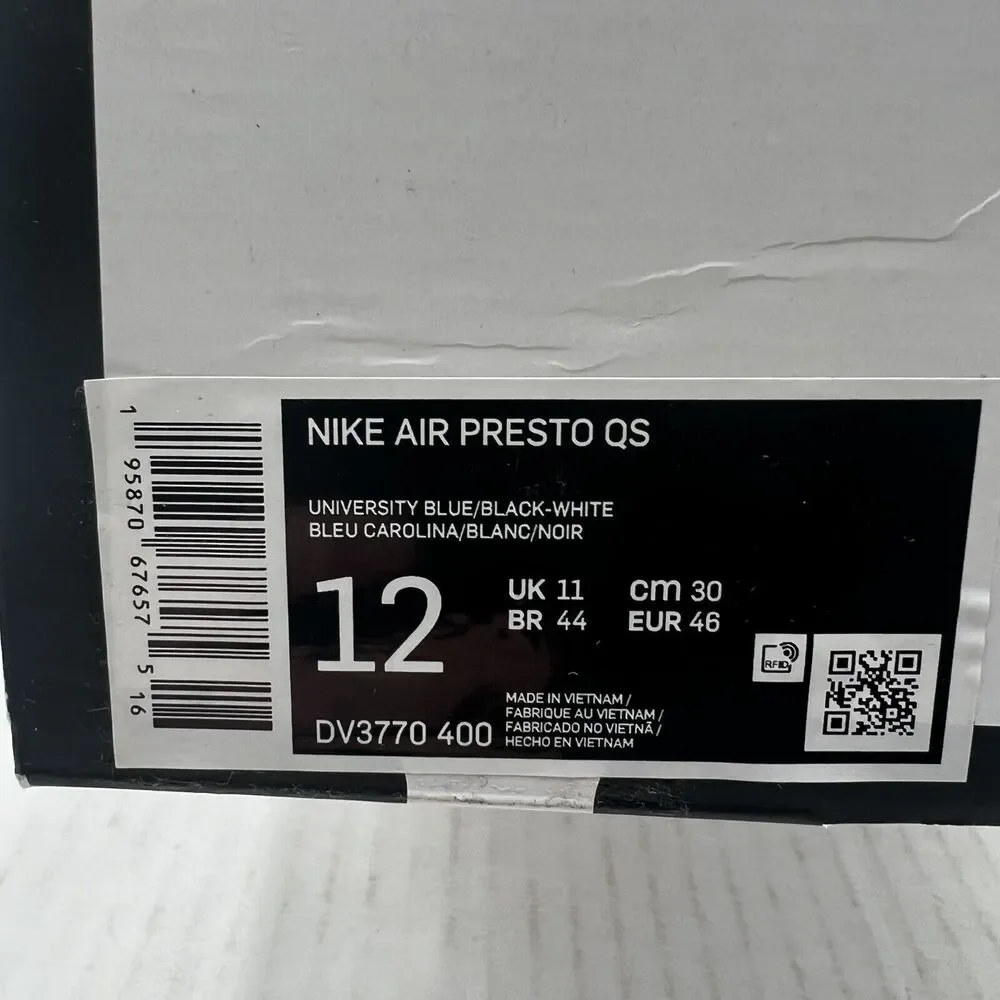 NIKE AIR PRESTO QS
UNIVERSITY BLUE/BLACK-WHITE
BLEU CAROLINA/BLANC/NOIR
12
UK 11
cm 30
BR 44
EUR 46
RFID
DV3770 400
MADE IN VIETNAM /
FABRIQUE AU VIETNAM /
FABRICADO NO VIETNÃ /
HECHO EN VIETNAM
1 95870 67657 5 16